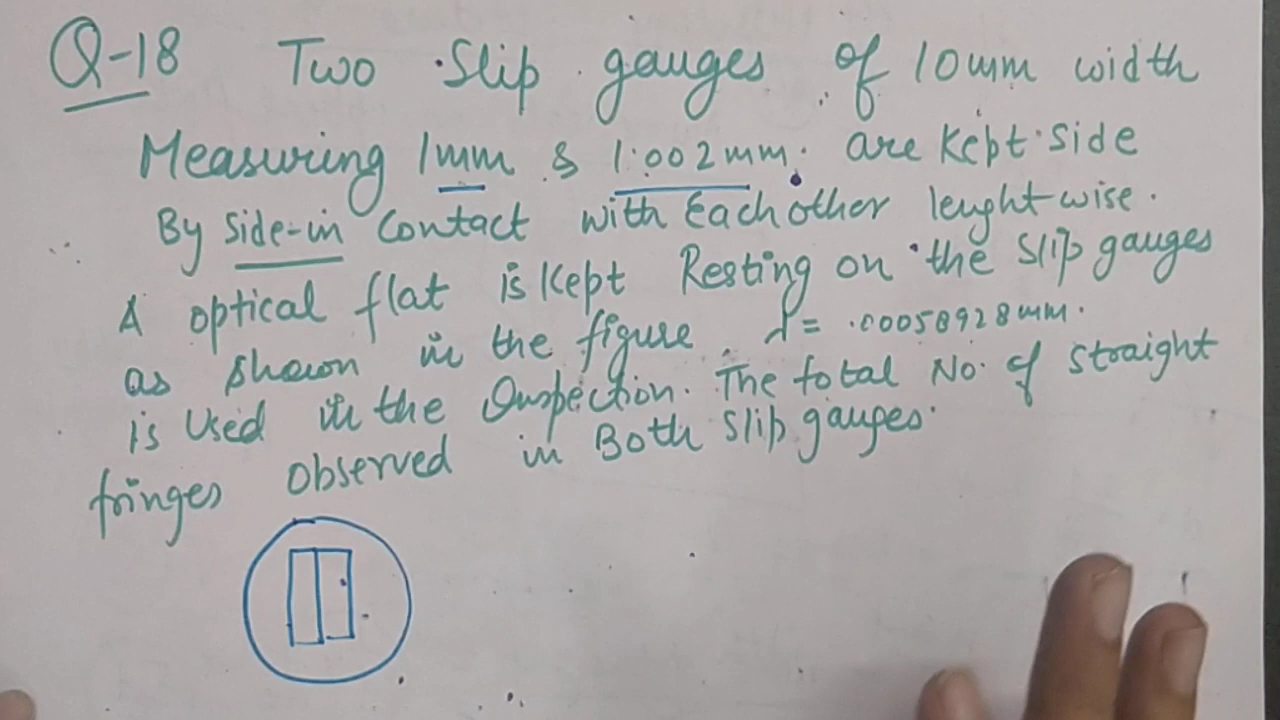 Q-18 Two Slip gauges of 10mm width
Measuring 1mm & 1.002mm. are Kept Side
By Side-in Contact with Each other lenght-wise.
A optical flat is Kept Resting on the Slip gauges
as shown in the figure λ = .00058928mm.
is Used in the Inspection. The total No. of Straight
fringes Observed in Both Slip gauges.